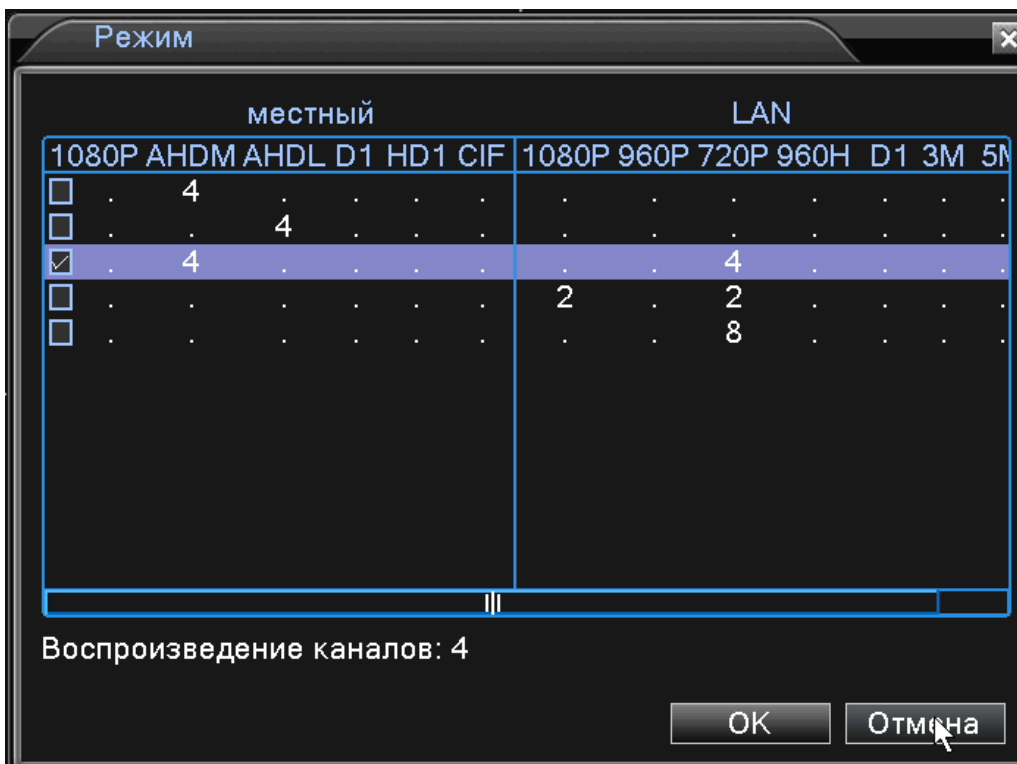 Режим
местный LAN
1080P AHDM AHDL D1 HD1 CIF 1080P 960P 720P 960H D1 3M 5M
. 4 . . . . . . . . . . .
. . 4 . . . . . . . . . .
. 4 . . . . . . 4 . . . .
. . . . . . 2 . 2 . . . .
. . . . . . . . 8 . . . .
Воспроизведение каналов: 4
OK Отмена